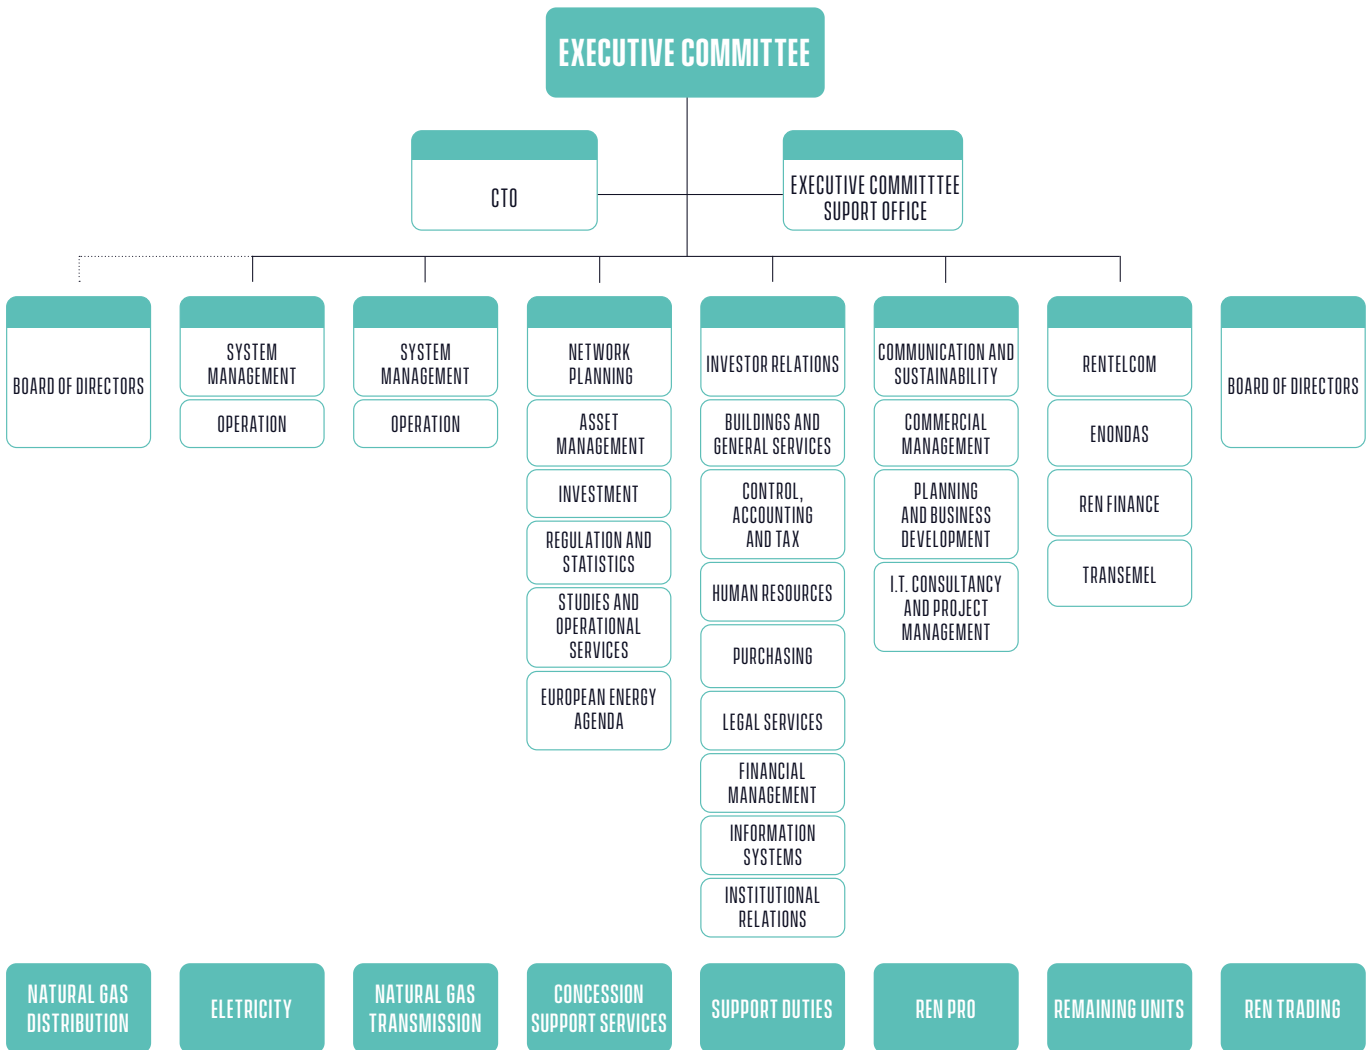 EXECUTIVE COMMITTEE
CTO
EXECUTIVE COMMITTTEE
SUPORT OFFICE
BOARD OF DIRECTORS
SYSTEM
MANAGEMENT
OPERATION
SYSTEM
MANAGEMENT
OPERATION
NETWORK
PLANNING
ASSET
MANAGEMENT
INVESTMENT
REGULATION AND
STATISTICS
STUDIES AND
OPERATIONAL
SERVICES
EUROPEAN ENERGY
AGENDA
INVESTOR RELATIONS
BUILDINGS AND
GENERAL SERVICES
CONTROL,
ACCOUNTING
AND TAX
HUMAN RESOURCES
PURCHASING
LEGAL SERVICES
FINANCIAL
MANAGEMENT
INFORMATION
SYSTEMS
INSTITUTIONAL
RELATIONS
COMMUNICATION AND
SUSTAINABILITY
COMMERCIAL
MANAGEMENT
PLANNING
AND BUSINESS
DEVELOPMENT
I.T. CONSULTANCY
AND PROJECT
MANAGEMENT
RENTELCOM
ENONDAS
REN FINANCE
TRANSEMEL
BOARD OF DIRECTORS
NATURAL GAS
DISTRIBUTION
ELETRICITY
NATURAL GAS
TRANSMISSION
CONCESSION
SUPPORT SERVICES
SUPPORT DUTIES
REN PRO
REMAINING UNITS
REN TRADING